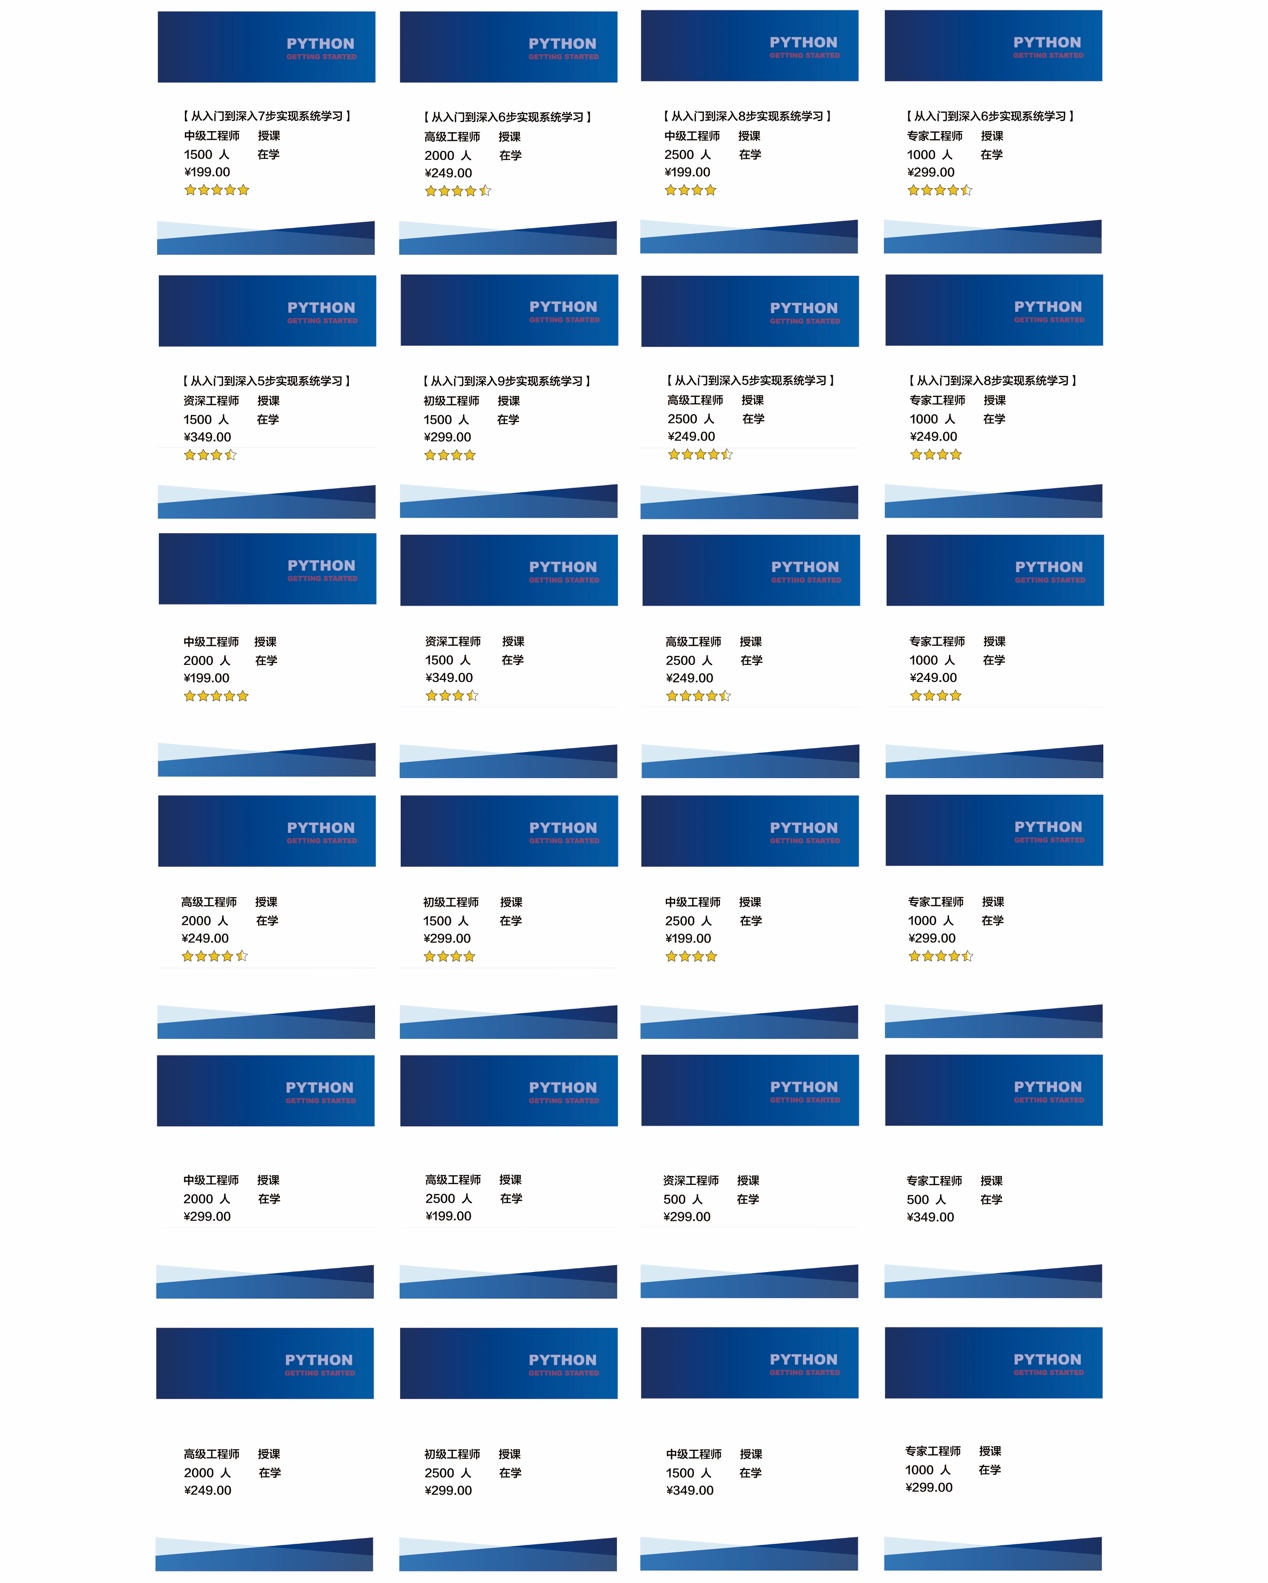 PYTHON
GETTING STARTED
【从入门到深入7步实现系统学习】
中级工程师 授课
1500 人 在学
¥199.00
PYTHON
GETTING STARTED
【从入门到深入6步实现系统学习】
高级工程师 授课
2000 人 在学
¥249.00
PYTHON
GETTING STARTED
【从入门到深入8步实现系统学习】
中级工程师 授课
2500 人 在学
¥199.00
PYTHON
GETTING STARTED
【从入门到深入6步实现系统学习】
专家工程师 授课
1000 人 在学
¥299.00
PYTHON
GETTING STARTED
【从入门到深入5步实现系统学习】
资深工程师 授课
1500 人 在学
¥349.00
PYTHON
GETTING STARTED
【从入门到深入9步实现系统学习】
初级工程师 授课
1500 人 在学
¥299.00
PYTHON
GETTING STARTED
【从入门到深入5步实现系统学习】
高级工程师 授课
2500 人 在学
¥249.00
PYTHON
GETTING STARTED
【从入门到深入8步实现系统学习】
专家工程师 授课
1000 人 在学
¥249.00
PYTHON
GETTING STARTED
中级工程师 授课
2000 人 在学
¥199.00
PYTHON
GETTING STARTED
资深工程师 授课
1500 人 在学
¥349.00
PYTHON
GETTING STARTED
高级工程师 授课
2500 人 在学
¥249.00
PYTHON
GETTING STARTED
专家工程师 授课
1000 人 在学
¥249.00
PYTHON
GETTING STARTED
高级工程师 授课
2000 人 在学
¥249.00
PYTHON
GETTING STARTED
初级工程师 授课
1500 人 在学
¥299.00
PYTHON
GETTING STARTED
中级工程师 授课
2500 人 在学
¥199.00
PYTHON
GETTING STARTED
专家工程师 授课
1000 人 在学
¥299.00
PYTHON
GETTING STARTED
中级工程师 授课
2000 人 在学
¥299.00
PYTHON
GETTING STARTED
高级工程师 授课
2500 人 在学
¥199.00
PYTHON
GETTING STARTED
资深工程师 授课
500 人 在学
¥299.00
PYTHON
GETTING STARTED
专家工程师 授课
500 人 在学
¥349.00
PYTHON
GETTING STARTED
高级工程师 授课
2000 人 在学
¥249.00
PYTHON
GETTING STARTED
初级工程师 授课
2500 人 在学
¥299.00
PYTHON
GETTING STARTED
中级工程师 授课
1500 人 在学
¥349.00
PYTHON
GETTING STARTED
专家工程师 授课
1000 人 在学
¥299.00